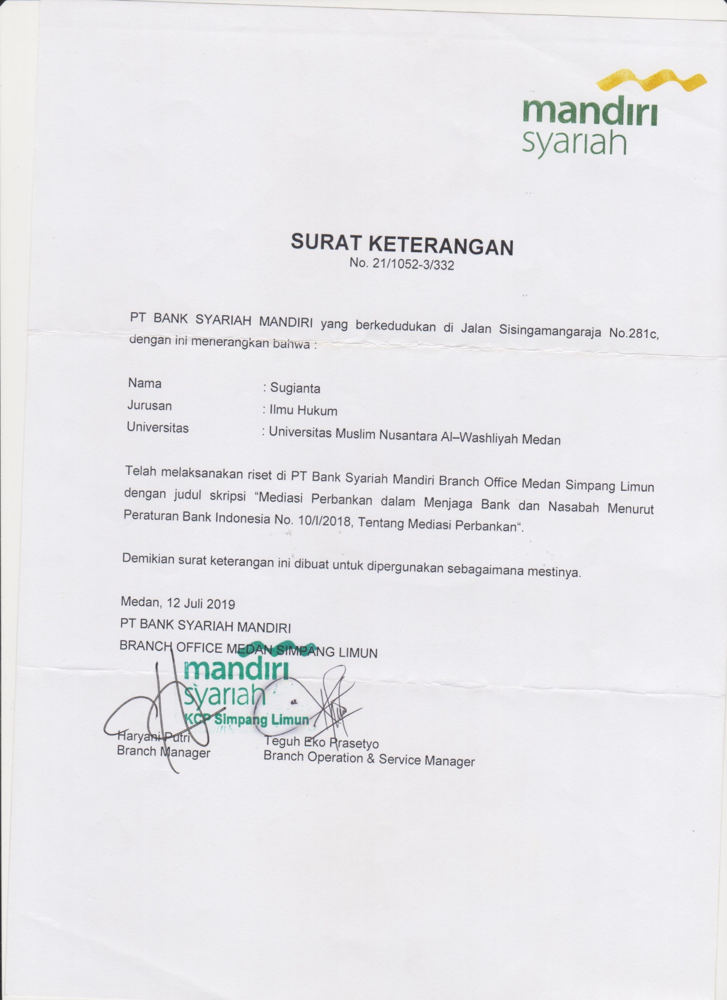 mandırı
syarıah
SURAT KETERANGAN
No. 21/1052-3/332
PT BANK SYARIAH MANDIRI yang berkedudukan di Jalan Sisingamangaraja No.281c,
dengan ini menerangkan bahwa :
Nama : Sugianta
Jurusan : Ilmu Hukum
Universitas : Universitas Muslim Nusantara Al–Washliyah Medan
Telah melaksanakan riset di PT Bank Syariah Mandiri Branch Office Medan Simpang Limun
dengan judul skripsi “Mediasi Perbankan dalam Menjaga Bank dan Nasabah Menurut
Peraturan Bank Indonesia No. 10/I/2018, Tentang Mediasi Perbankan“.
Demikian surat keterangan ini dibuat untuk dipergunakan sebagaimana mestinya.
Medan, 12 Juli 2019
PT BANK SYARIAH MANDIRI
BRANCH OFFICE MEDAN SIMPANG LIMUN
mandırı
syarıah
KCP Simpang Limun
Haryani Putri Teguh Eko Prasetyo
Branch Manager Branch Operation & Service Manager